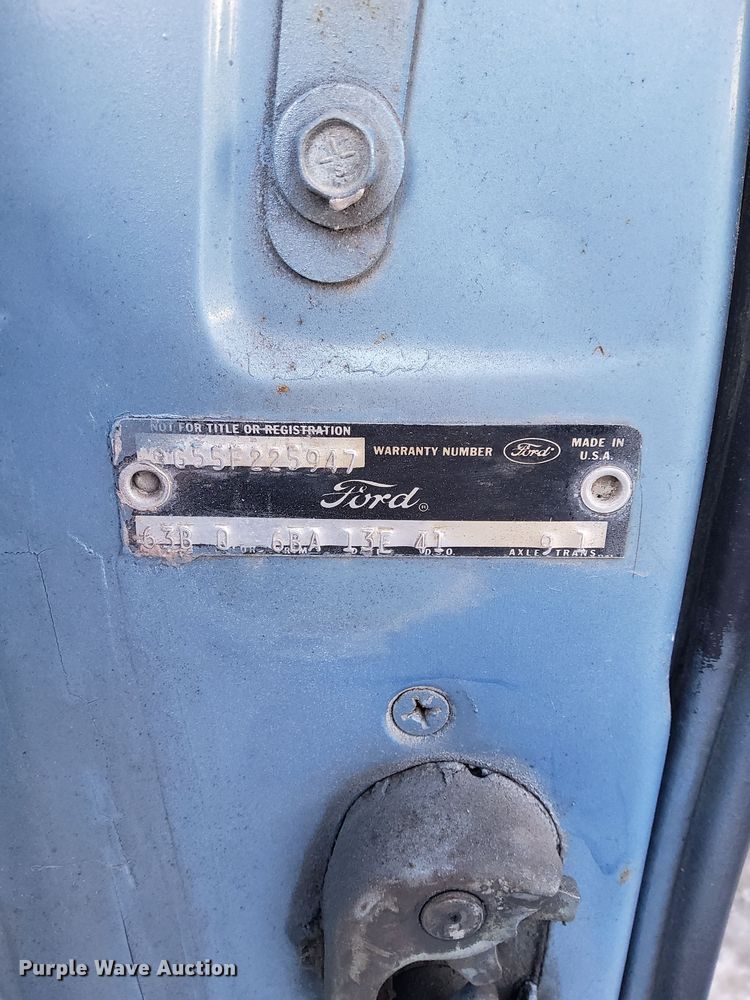 NOT FOR TITLE OR REGISTRATION
8G55F225947 WARRANTY NUMBER Ford MADE IN U.S.A.
Ford®
63B Q 6BA 13E 41 9 1
AXLE TRANS.
Purple Wave Auction